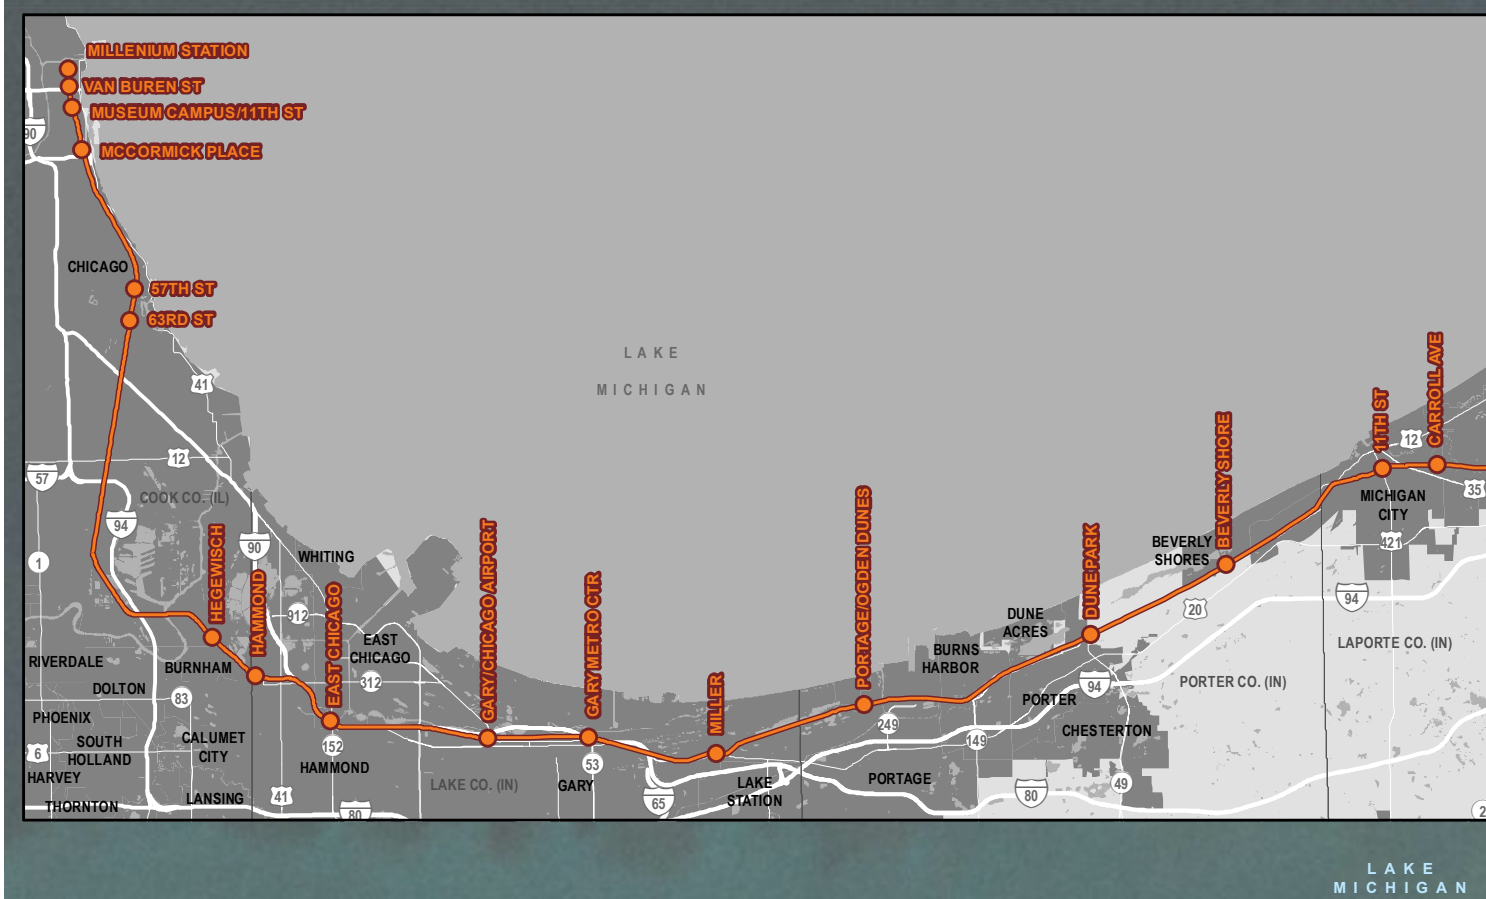 MILLENIUM STATION
VAN BUREN ST
MUSEUM CAMPUS/11TH ST
90
MCCORMICK PLACE
CHICAGO
57TH ST
63RD ST
LAKE
MICHIGAN
41
12
57
COOK CO. (IL)
94
90
1
WHITING
HEGEWISCH
HAMMOND
EAST CHICAGO
912
EAST
CHICAGO
312
GARY/CHICAGO AIRPORT
GARY METRO CTR
MILLER
PORTAGE/OGDENDUNES
DUNEPARK
BEVERLY SHORE
11TH ST
CARROLL AVE
12
35
MICHIGAN
CITY
421
BEVERLY
SHORES
94
20
DUNE
ACRES
BURNS
HARBOR
LAPORTE CO. (IN)
PORTER CO. (IN)
94
PORTER
CHESTERTON
RIVERDALE
BURNHAM
DOLTON
83
PHOENIX
6
SOUTH
HOLLAND
CALUMET
CITY
152
HAMMOND
HARVEY
THORNTON
LANSING
41
80
LAKE CO. (IN)
GARY
53
65
LAKE
STATION
249
149
PORTAGE
80
49
2
LAKE
MICHIGAN